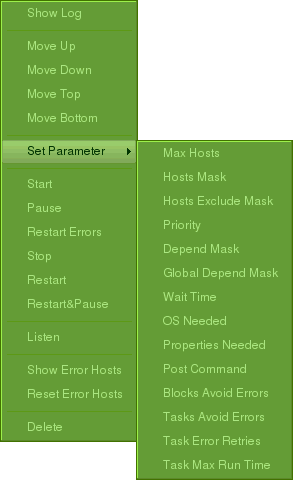 Show Log
Move Up
Move Down
Move Top
Move Bottom
Set Parameter
Start
Pause
Restart Errors
Stop
Restart
Restart&Pause
Listen
Show Error Hosts
Reset Error Hosts
Delete
Max Hosts
Hosts Mask
Hosts Exclude Mask
Priority
Depend Mask
Global Depend Mask
Wait Time
OS Needed
Properties Needed
Post Command
Blocks Avoid Errors
Tasks Avoid Errors
Task Error Retries
Task Max Run Time